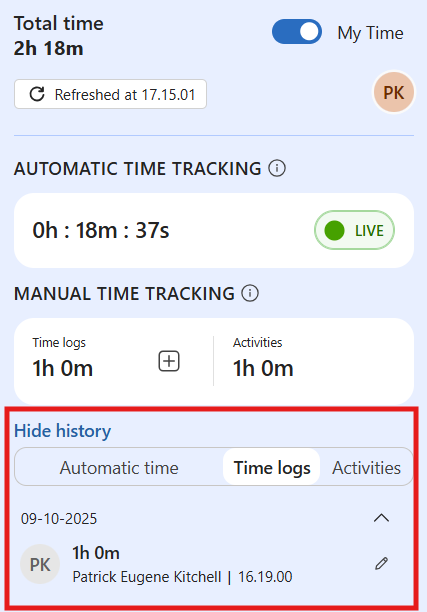 Total time
2h 18m
My Time
Refreshed at 17.15.01
PK
AUTOMATIC TIME TRACKING
0h : 18m : 37s
LIVE
MANUAL TIME TRACKING
Time logs
1h 0m
Activities
1h 0m
Hide history
Automatic time
Time logs
Activities
09-10-2025
PK
1h 0m
Patrick Eugene Kitchell | 16.19.00